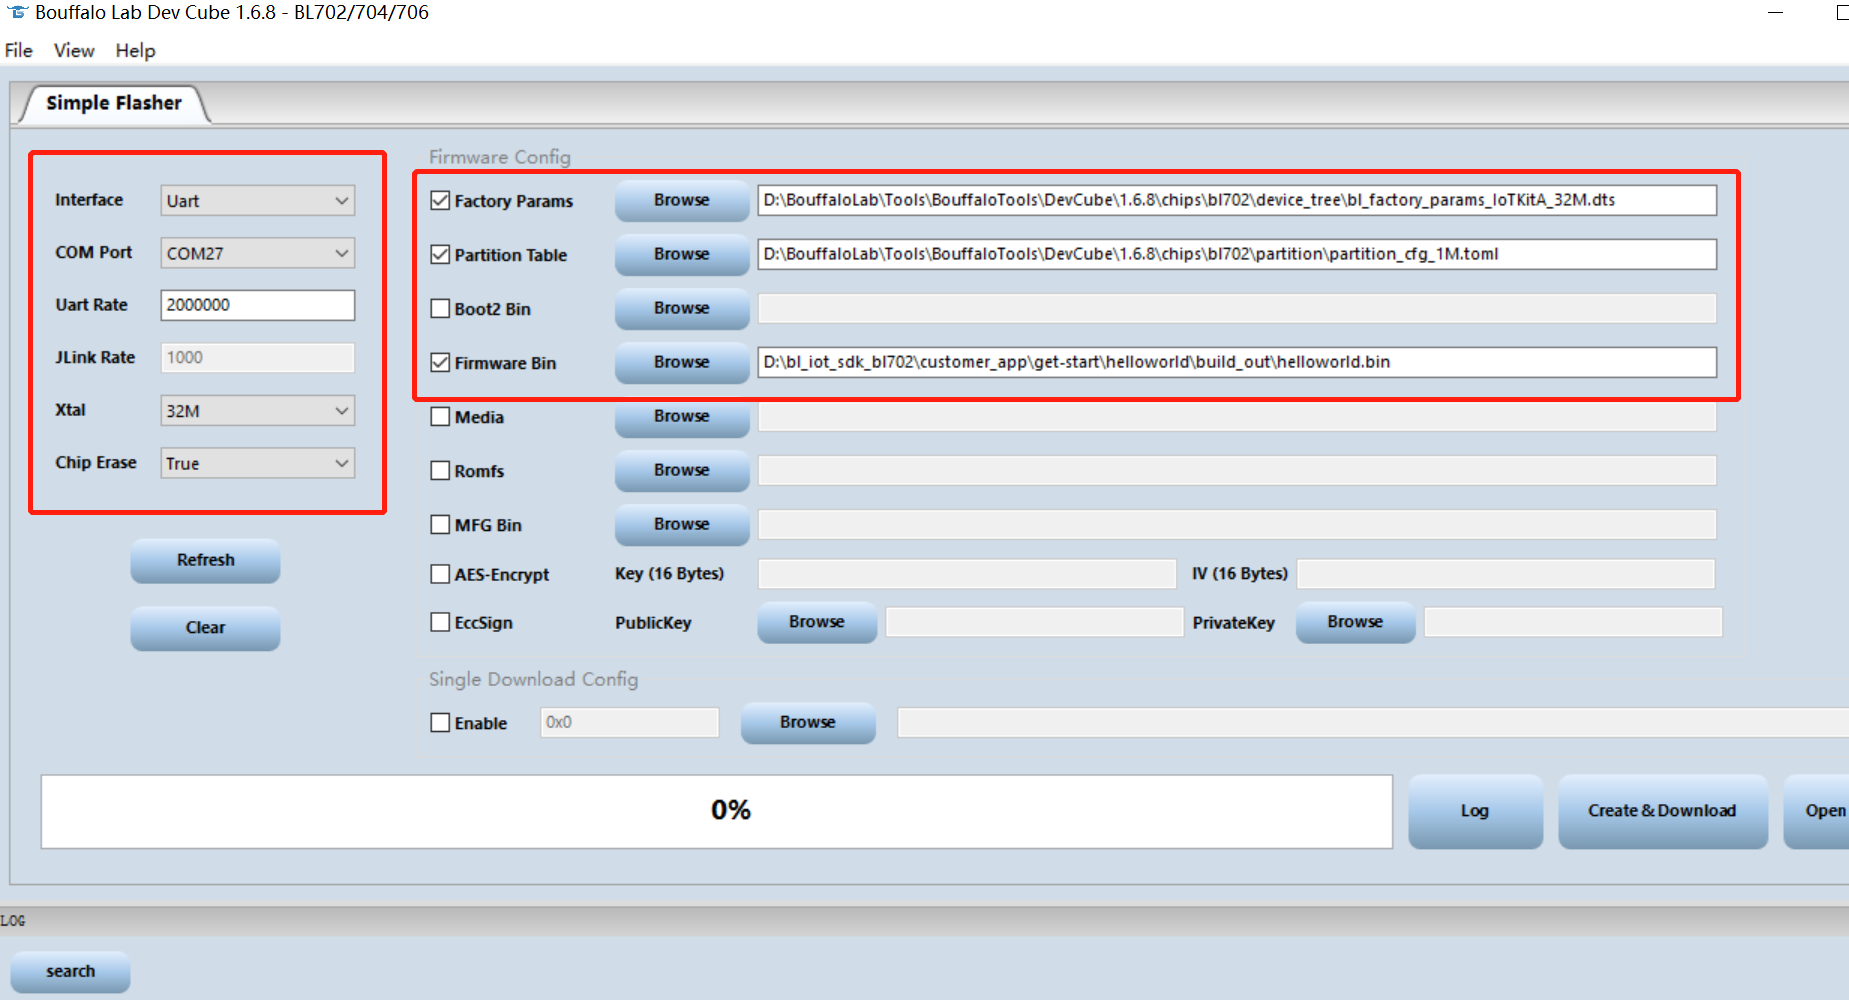 Bouffalo Lab Dev Cube 1.6.8 - BL702/704/706
File View Help
Simple Flasher
Interface Uart
COM Port COM27
Uart Rate 2000000
JLink Rate 1000
Xtal 32M
Chip Erase True
Refresh
Clear
Firmware Config
Factory Params Browse D:\BouffaloLab\Tools\BouffaloTools\DevCube\1.6.8\chips\bl702\device_tree\bl_factory_params_IoTKitA_32M.dts
Partition Table Browse D:\BouffaloLab\Tools\BouffaloTools\DevCube\1.6.8\chips\bl702\partition\partition_cfg_1M.toml
Boot2 Bin Browse
Firmware Bin Browse D:\bl_iot_sdk_bl702\customer_app\get-start\helloworld\build_out\helloworld.bin
Media Browse
Romfs Browse
MFG Bin Browse
AES-Encrypt Key (16 Bytes) IV (16 Bytes)
EccSign PublicKey Browse PrivateKey Browse
Single Download Config
Enable 0x0 Browse
0% Log Create & Download Open
LOG
search